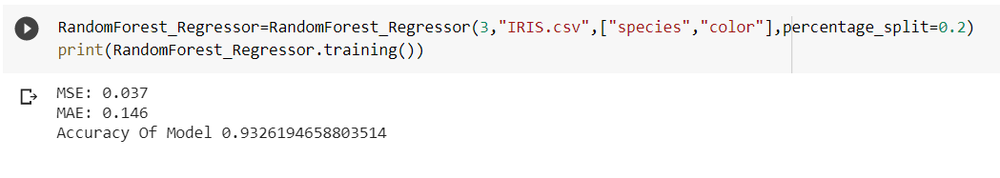 RandomForest_Regressor=RandomForest_Regressor(3,"IRIS.csv",["species","color"],percentage_split=0.2)
print(RandomForest_Regressor.training())
MSE: 0.037
MAE: 0.146
Accuracy Of Model 0.9326194658803514